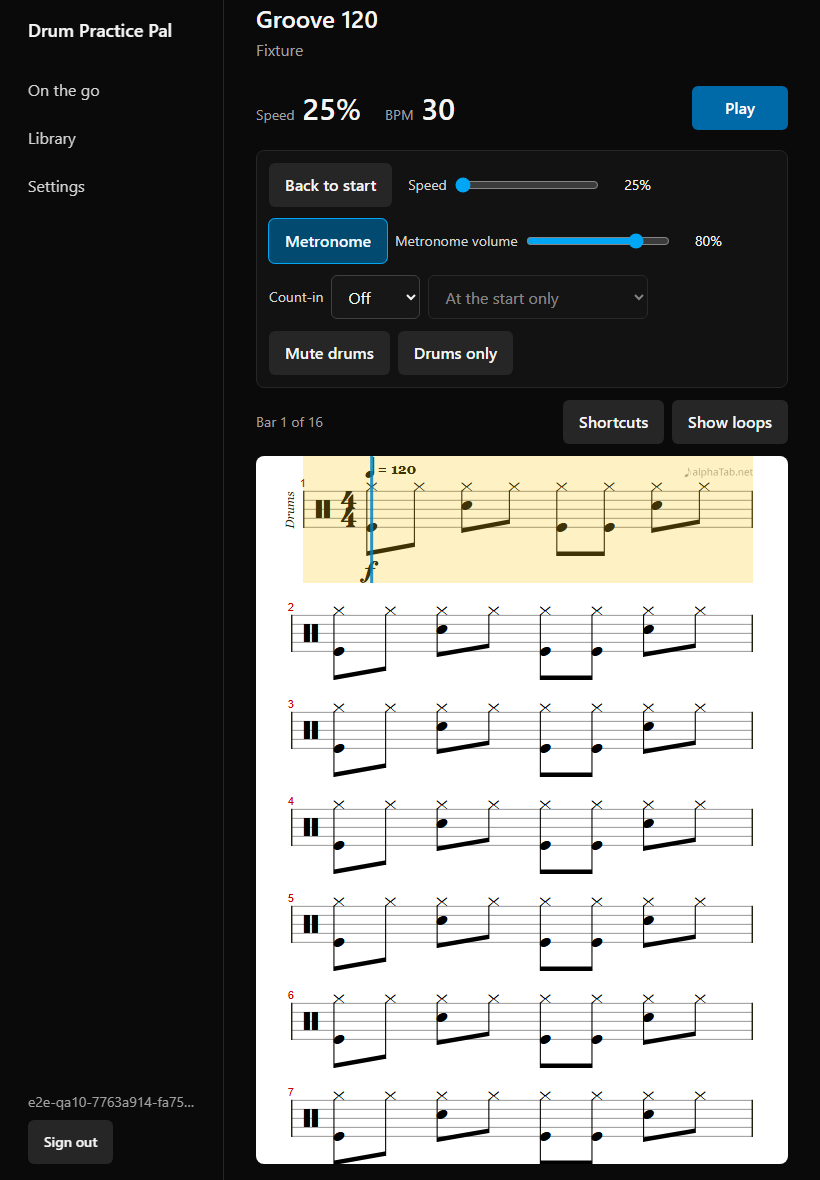 Drum Practice Pal
On the go
Library
Settings
e2e-qa10-7763a914-fa75...
Sign out
Groove 120
Fixture
Speed 25% BPM 30
Play
Back to start Speed 25%
Metronome Metronome volume 80%
Count-in Off At the start only
Mute drums Drums only
Bar 1 of 16 Shortcuts Show loops
= 120
alphaTab.net
1
Drums
4
4
f
2
3
4
5
6
7